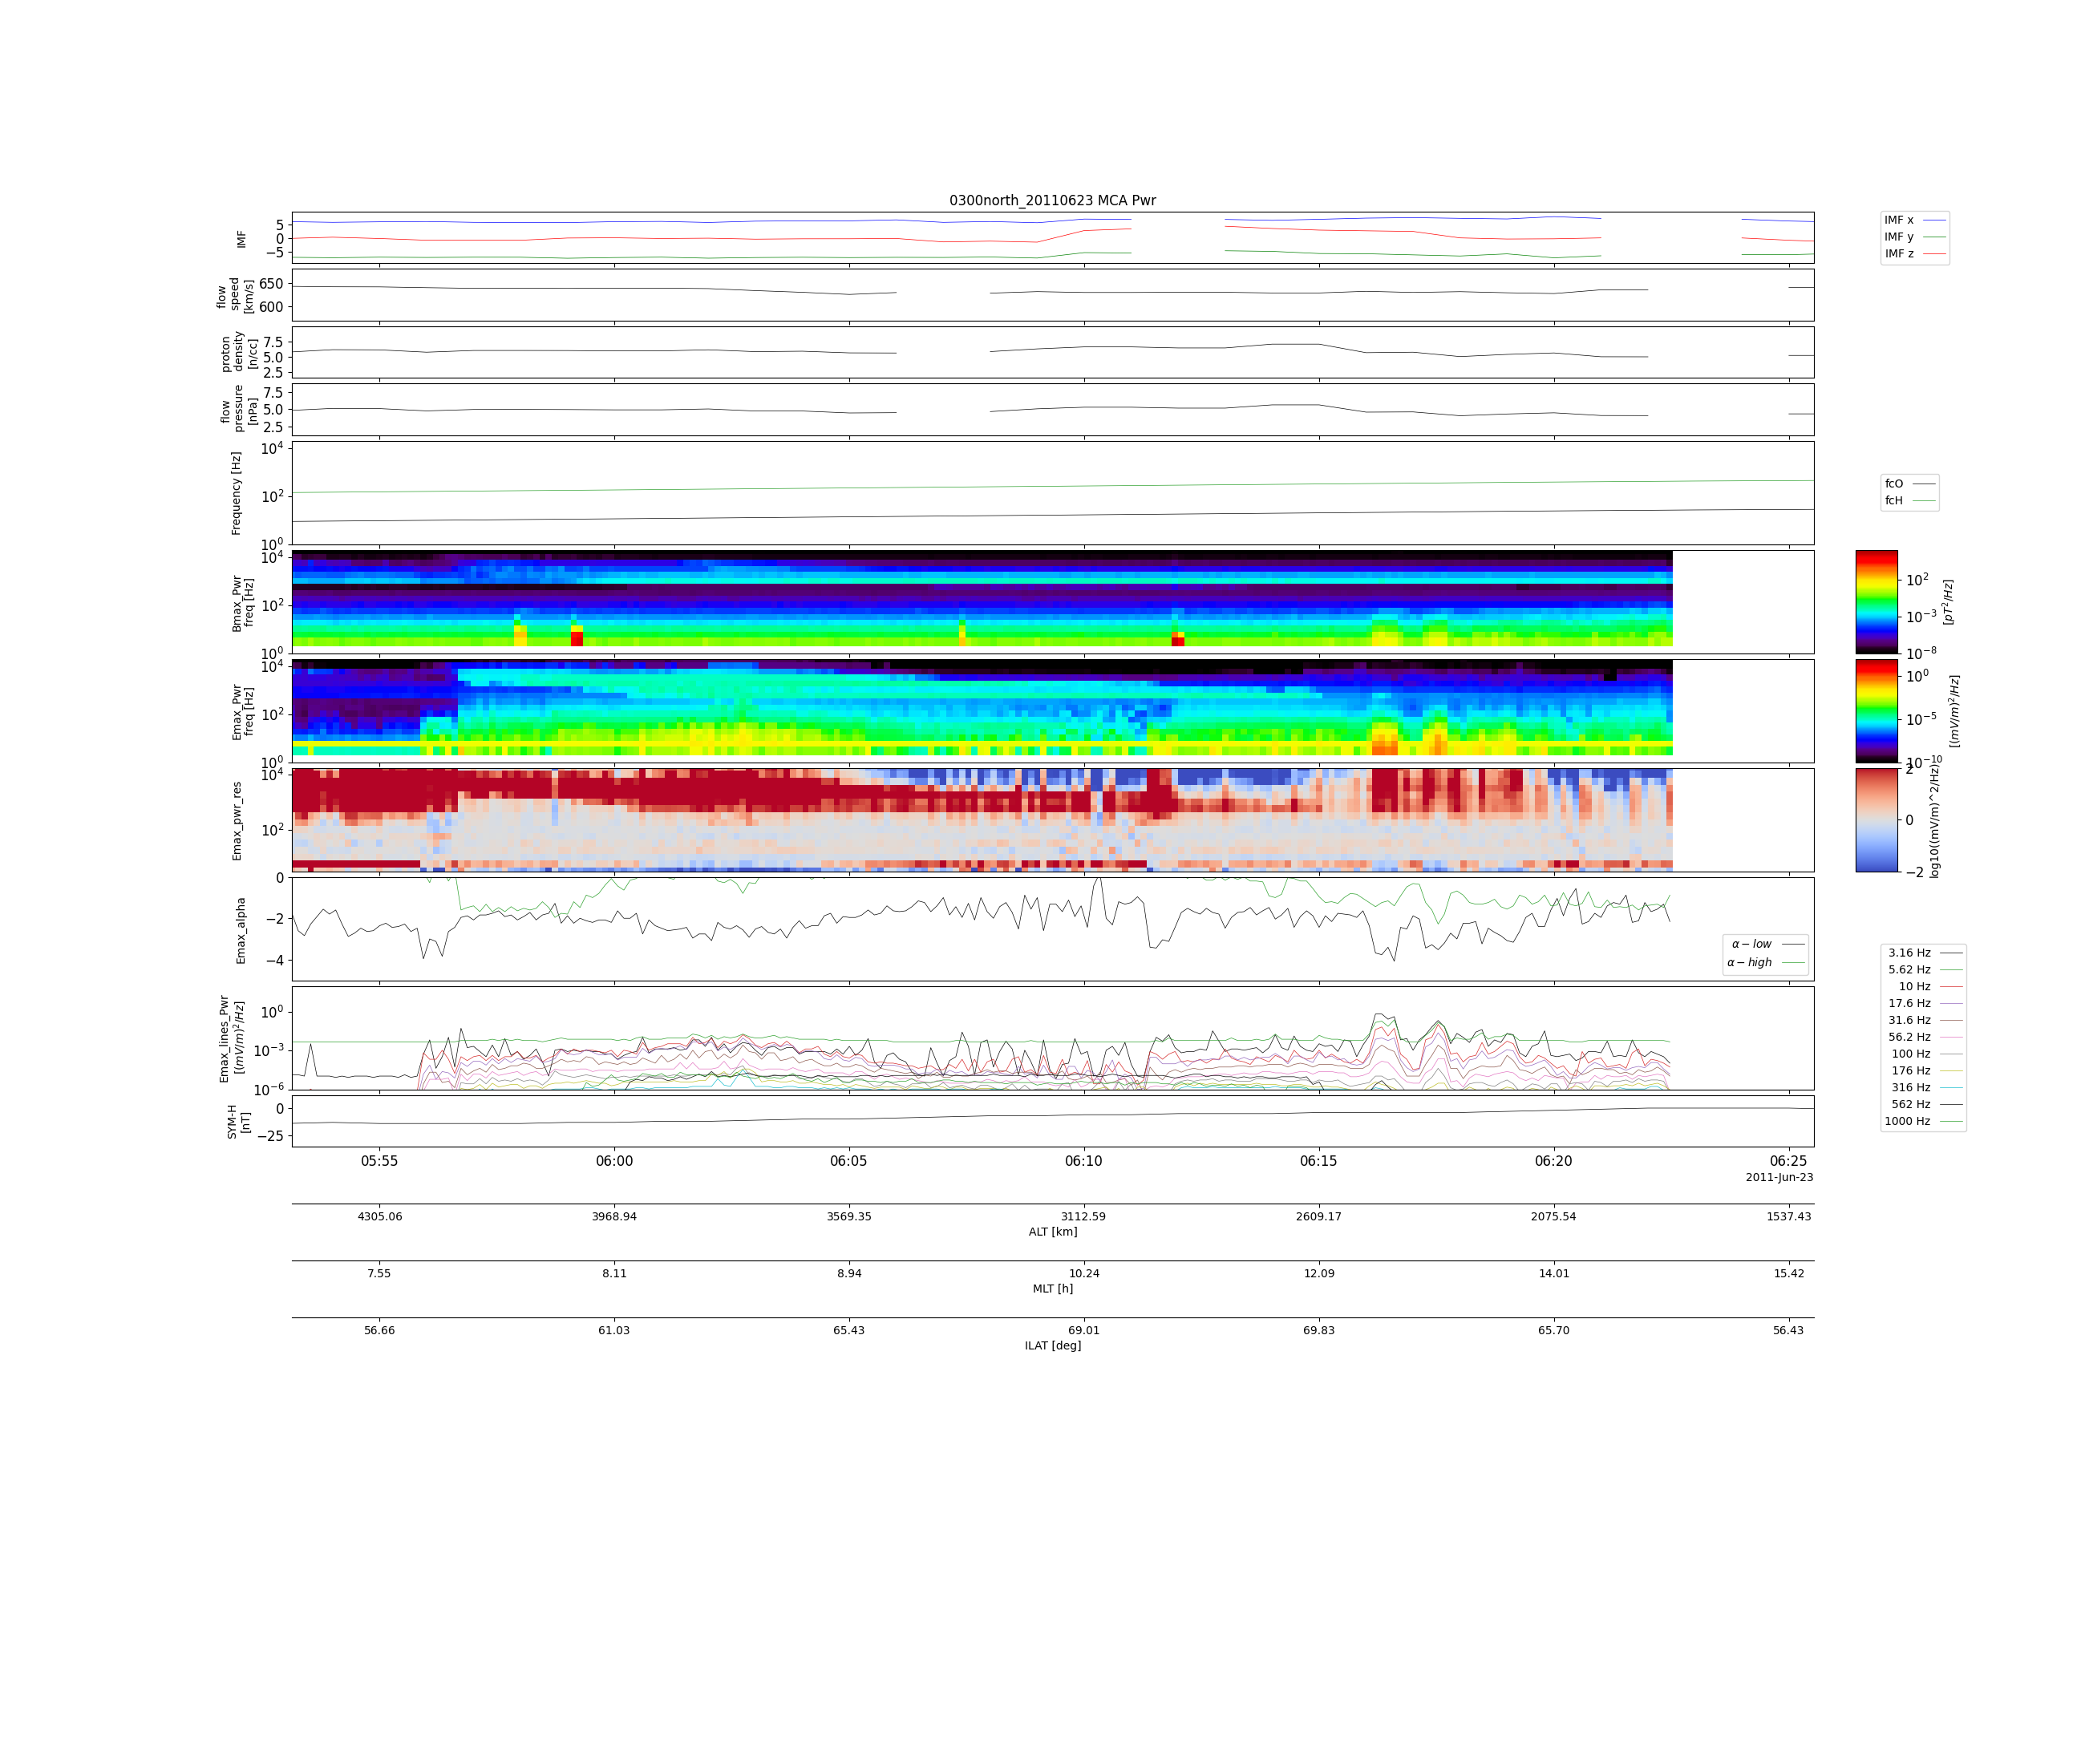 0300north_20110623 MCA Pwr
IMF
5
0
−5
IMF x
IMF y
IMF z
flow
speed
[km/s]
650
600
proton
density
[n/cc]
7.5
5.0
2.5
flow
pressure
[nPa]
7.5
5.0
2.5
Frequency [Hz]
10^4
10^2
10^0
fcO
fcH
Bmax_Pwr
freq [Hz]
10^4
10^2
10^0
10^2
10^−3
10^−8
[pT^2/Hz]
Emax_Pwr
freq [Hz]
10^4
10^2
10^0
10^0
10^−5
10^−10
[(mV/m)^2/Hz]
Emax_pwr_res
10^4
10^2
2
0
−2
log10((mV/m)^2/Hz)
Emax_alpha
0
−2
−4
α − low
α − high
Emax_lines_Pwr
[(mV/m)^2/Hz]
10^0
10^−3
10^−6
3.16 Hz
5.62 Hz
10 Hz
17.6 Hz
31.6 Hz
56.2 Hz
100 Hz
176 Hz
316 Hz
562 Hz
1000 Hz
SYM-H
[nT]
0
−25
05:55 06:00 06:05 06:10 06:15 06:20 06:25
2011-Jun-23
4305.06 3968.94 3569.35 3112.59 2609.17 2075.54 1537.43
ALT [km]
7.55 8.11 8.94 10.24 12.09 14.01 15.42
MLT [h]
56.66 61.03 65.43 69.01 69.83 65.70 56.43
ILAT [deg]